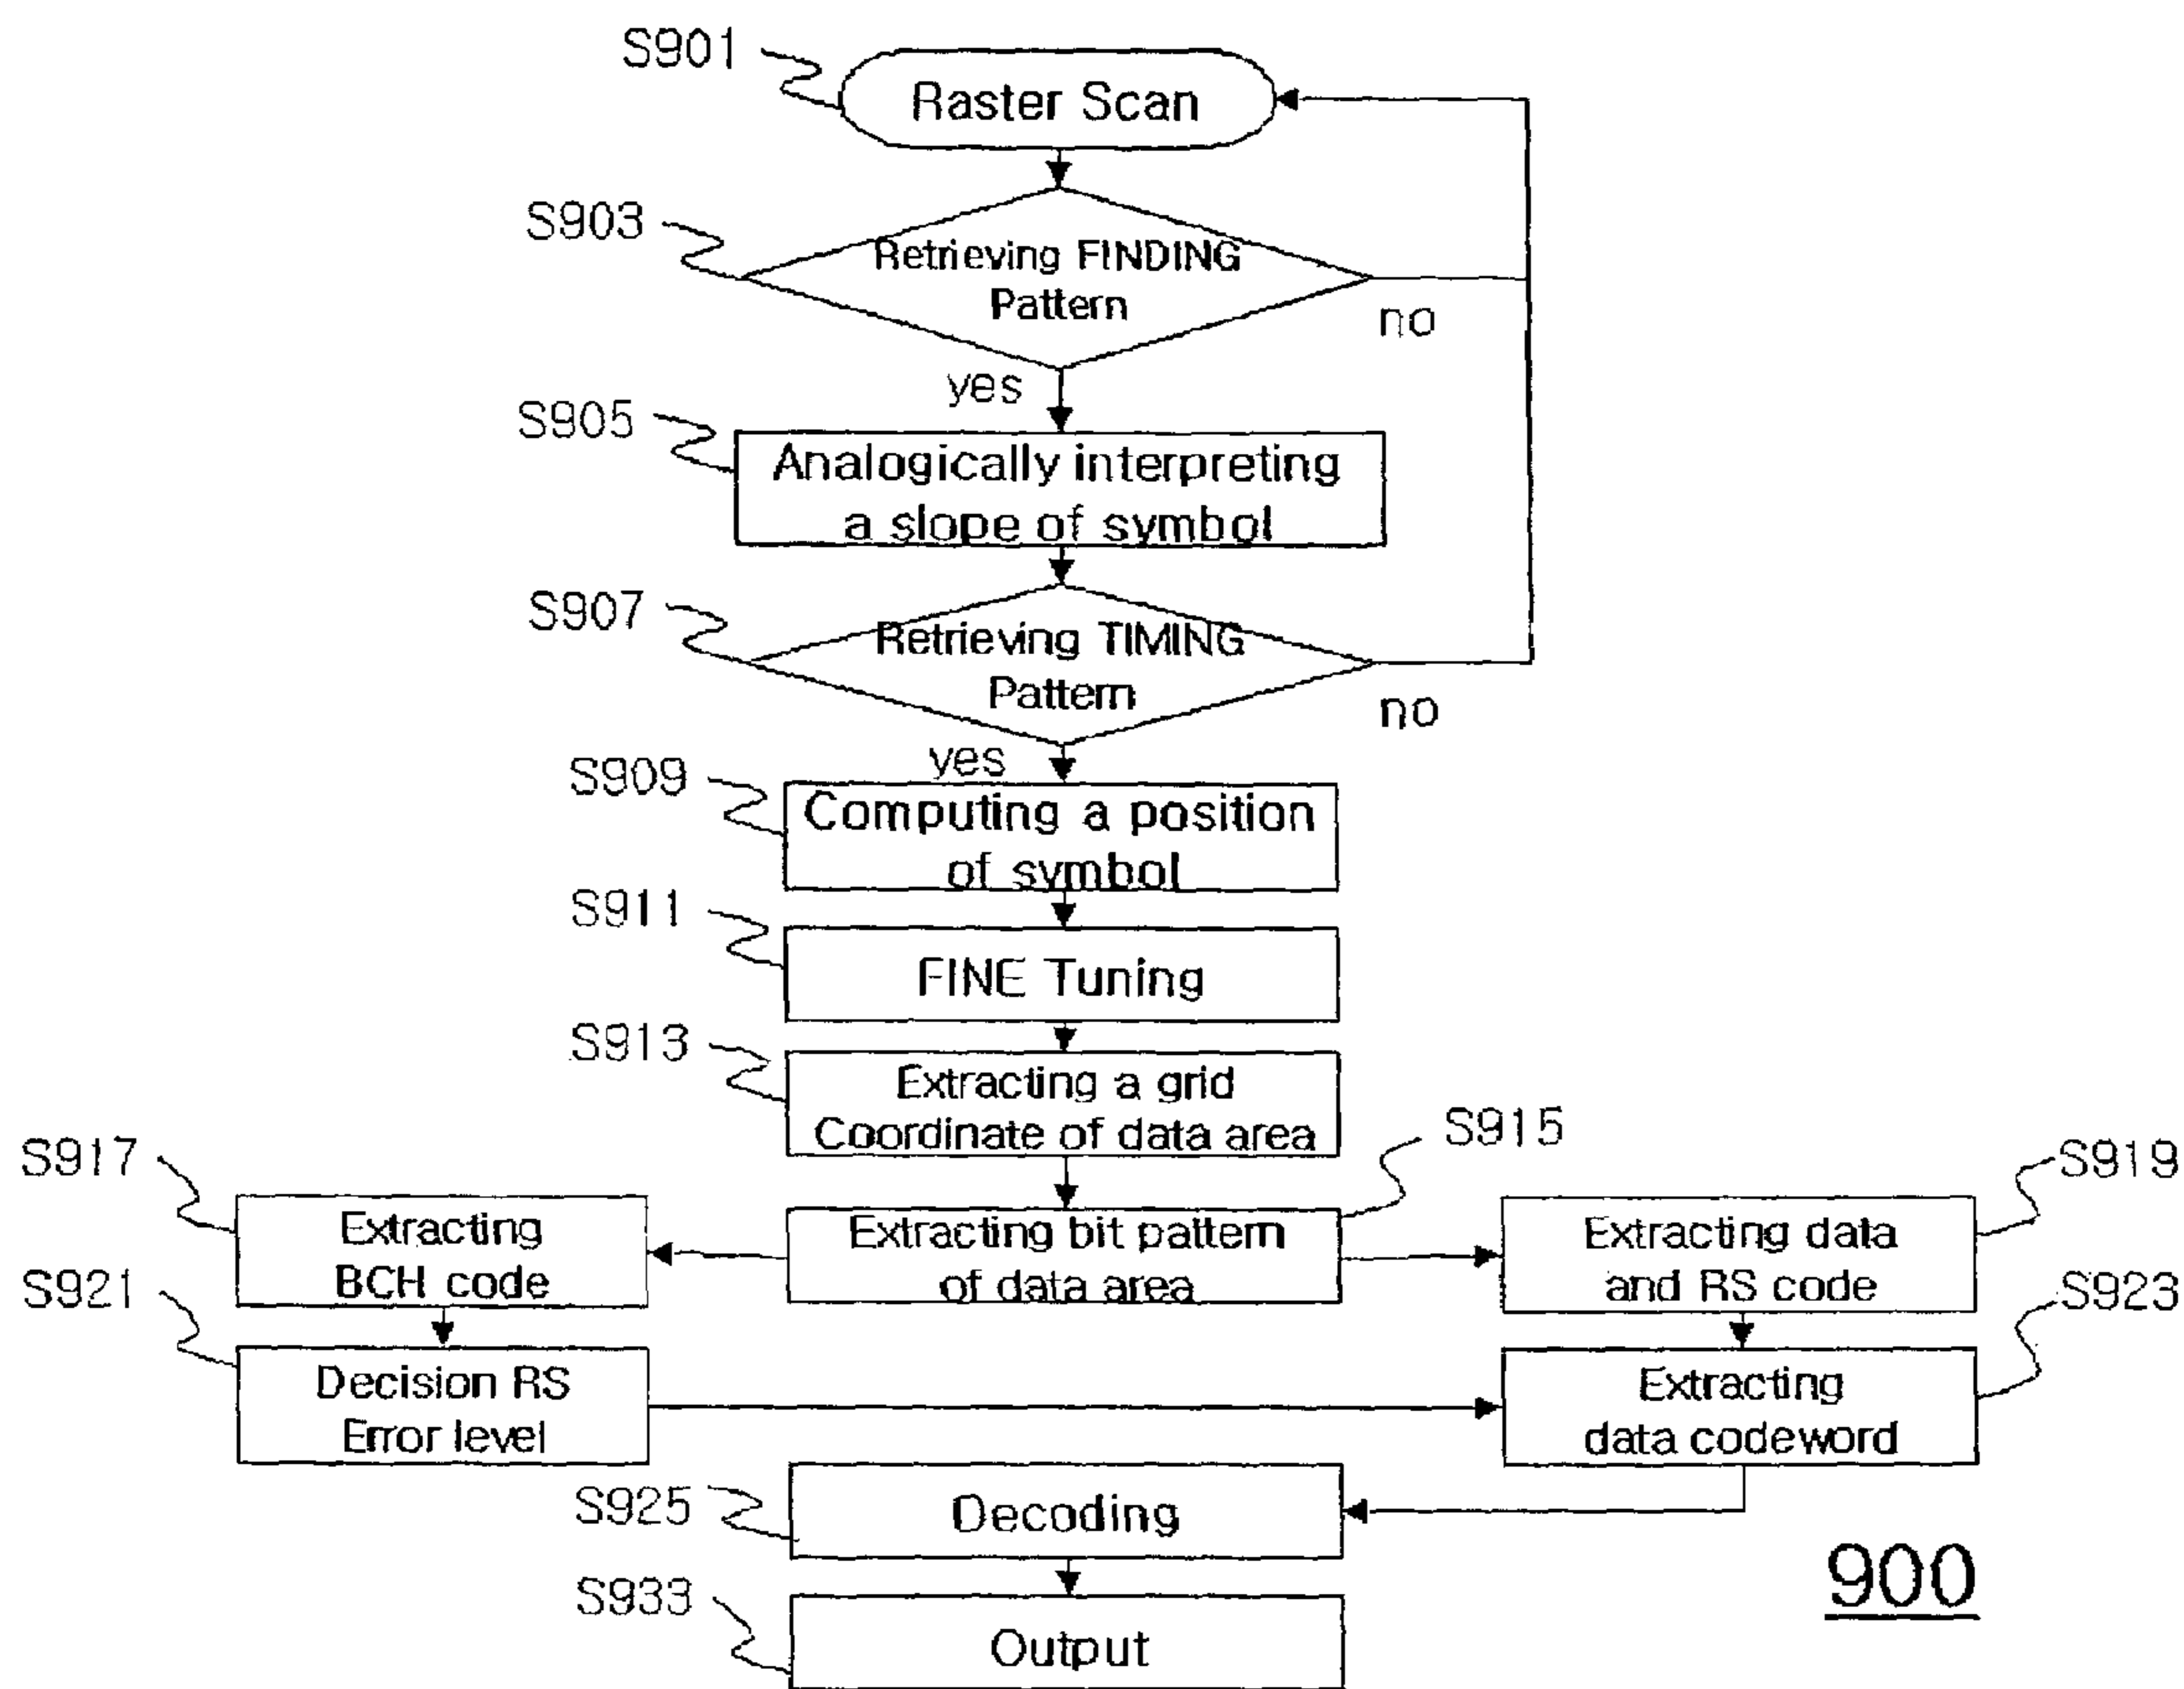 S901
Raster Scan
S903
Retrieving FINDING
Pattern
no
yes
S905
Analogically interpreting
a slope of symbol
S907
Retrieving TIMING
Pattern
no
yes
S909
Computing a position
of symbol
S911
FINE Tuning
S913
Extracting a grid
Coordinate of data area
S915
S917
S919
Extracting
BCH code
Extracting bit pattern
of data area
Extracting data
and RS code
S921
S923
Decision RS
Error level
Extracting
data codeword
S925
Decoding
900
S933
Output